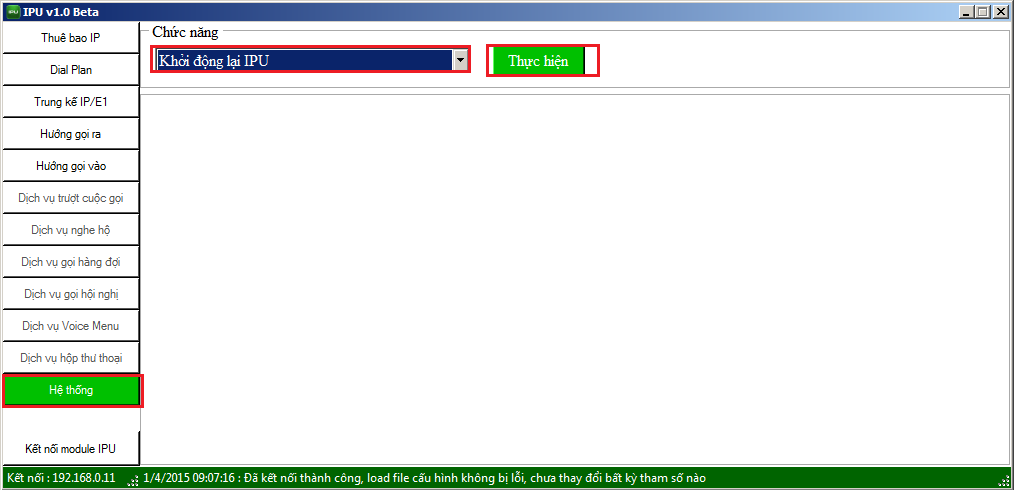 IPU v1.0 Beta
Thuê bao IP
Dial Plan
Trung kế IP/E1
Hướng gọi ra
Hướng gọi vào
Dịch vụ trượt cuộc gọi
Dịch vụ nghe hộ
Dịch vụ gọi hàng đợi
Dịch vụ gọi hội nghị
Dịch vụ Voice Menu
Dịch vụ hộp thư thoại
Hệ thống
Kết nối module IPU
Chức năng
Khởi động lại IPU
Thực hiện
Kết nối : 192.168.0.11
1/4/2015 09:07:16 : Đã kết nối thành công, load file cấu hình không bị lỗi, chưa thay đổi bất kỳ tham số nào